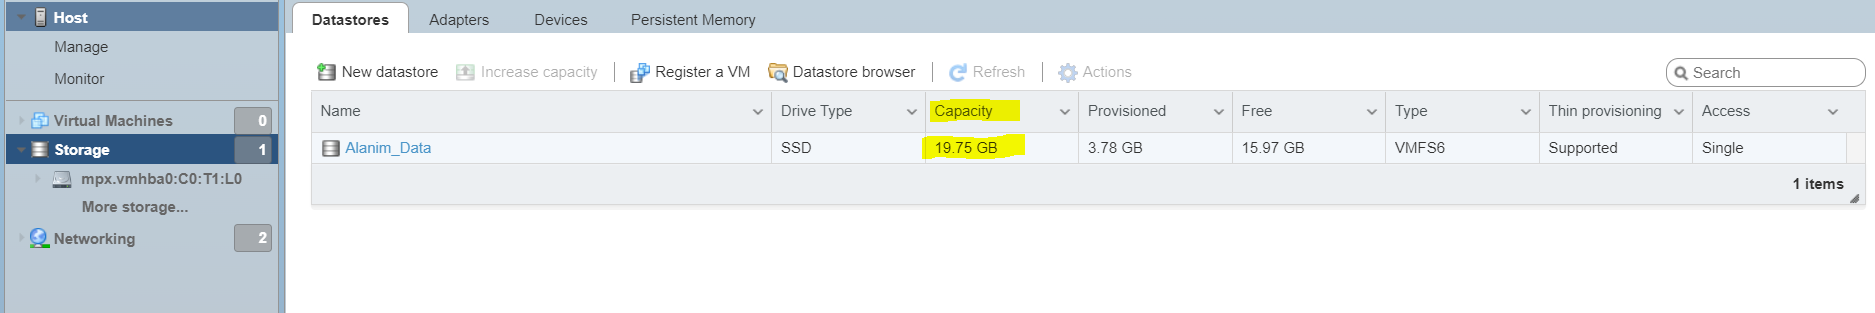 Host
Manage
Monitor
Virtual Machines 0
Storage 1
mpx.vmhba0:C0:T1:L0
More storage...
Networking 2
Datastores Adapters Devices Persistent Memory
New datastore Increase capacity Register a VM Datastore browser Refresh Actions Search
Name Drive Type Capacity Provisioned Free Type Thin provisioning Access
Alanim_Data SSD 19.75 GB 3.78 GB 15.97 GB VMFS6 Supported Single
1 items